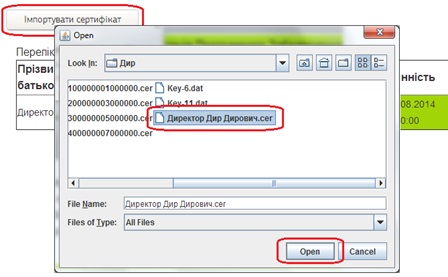 Імпортувати сертифікат
Перелік
Прізви
батько
Директо
нність
08.2014
0:00
Open
Look In: Дир
100000001000000.cer Key-6.dat
200000003000000.cer Key-11.dat
300000005000000.cer Директор Дир Дирович.cer
400000007000000.cer
File Name: Директор Дир Дирович.cer
Files of Type: All Files
Open Cancel